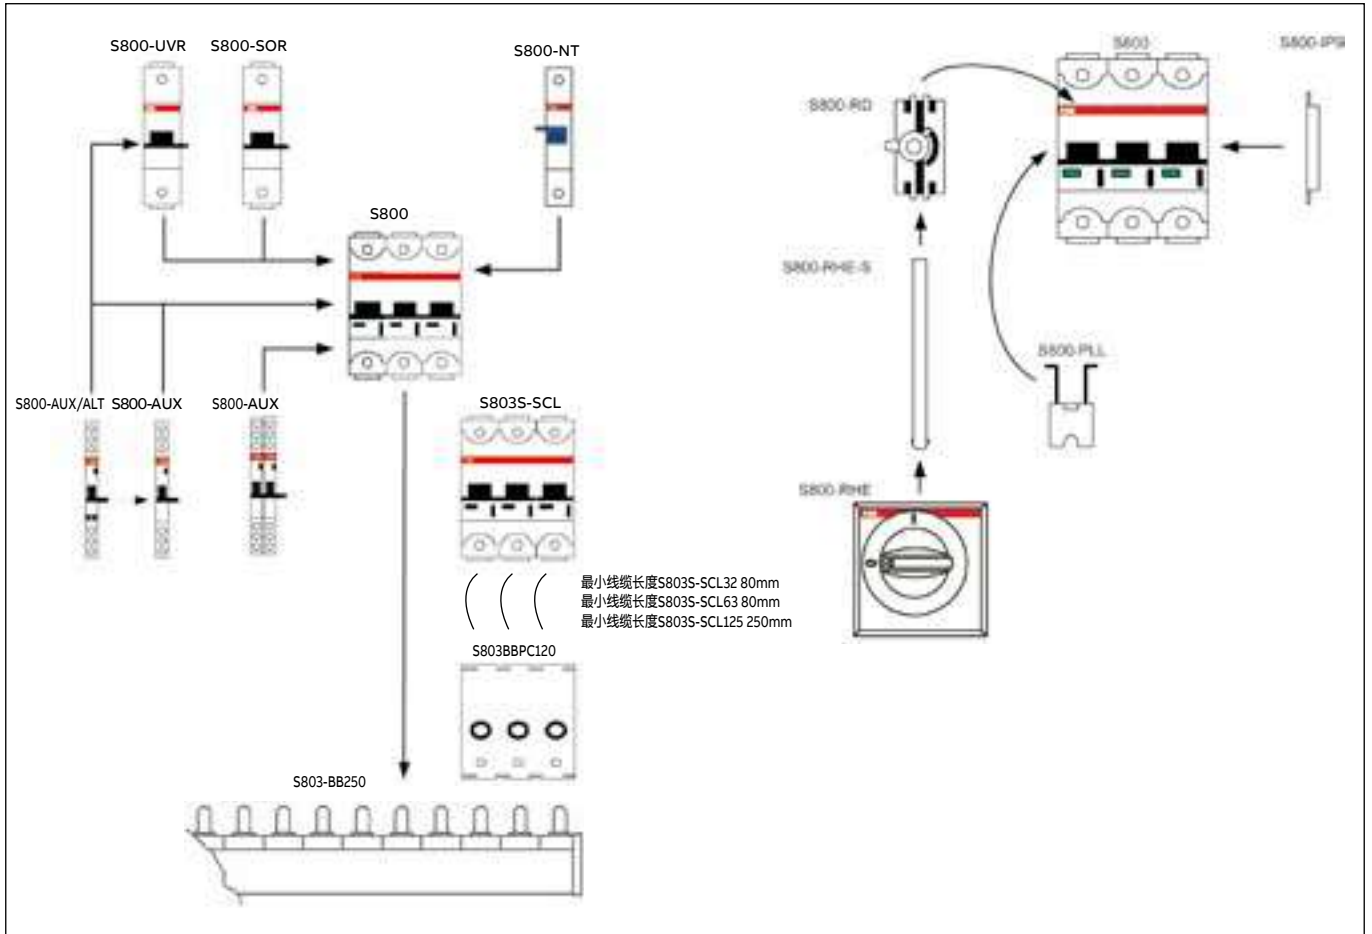 S800-UVR
S800-SOR
S800-NT
S800
S800-AUX/ALT
S800-AUX
S800-AUX
S803S-SCL
最小线缆长度S803S-SCL32 80mm
最小线缆长度S803S-SCL63 80mm
最小线缆长度S803S-SCL125 250mm
S803BBPC120
S803-BB250
S800
S800-RD
S800-RHE-S
S800-PLL
S800-RHE